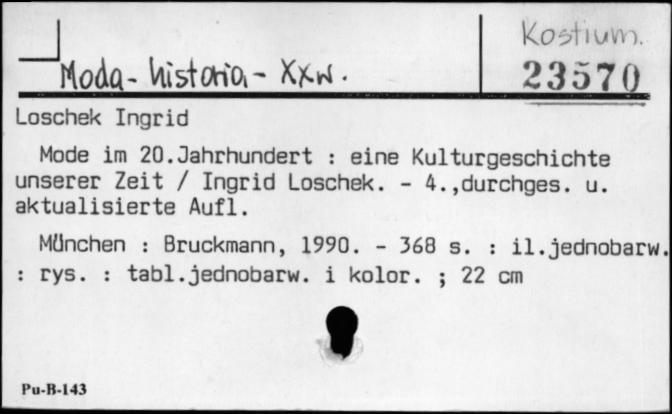 Kostium.
Moda - historia - XXw.
23570
Loschek Ingrid
Mode im 20.Jahrhundert : eine Kulturgeschichte
unserer Zeit / Ingrid Loschek. - 4.,durchges. u.
aktualisierte Aufl.
München : Bruckmann, 1990. - 368 s. : il.jednobarw.
: rys. : tabl.jednobarw. i kolor. ; 22 cm
Pu-B-143